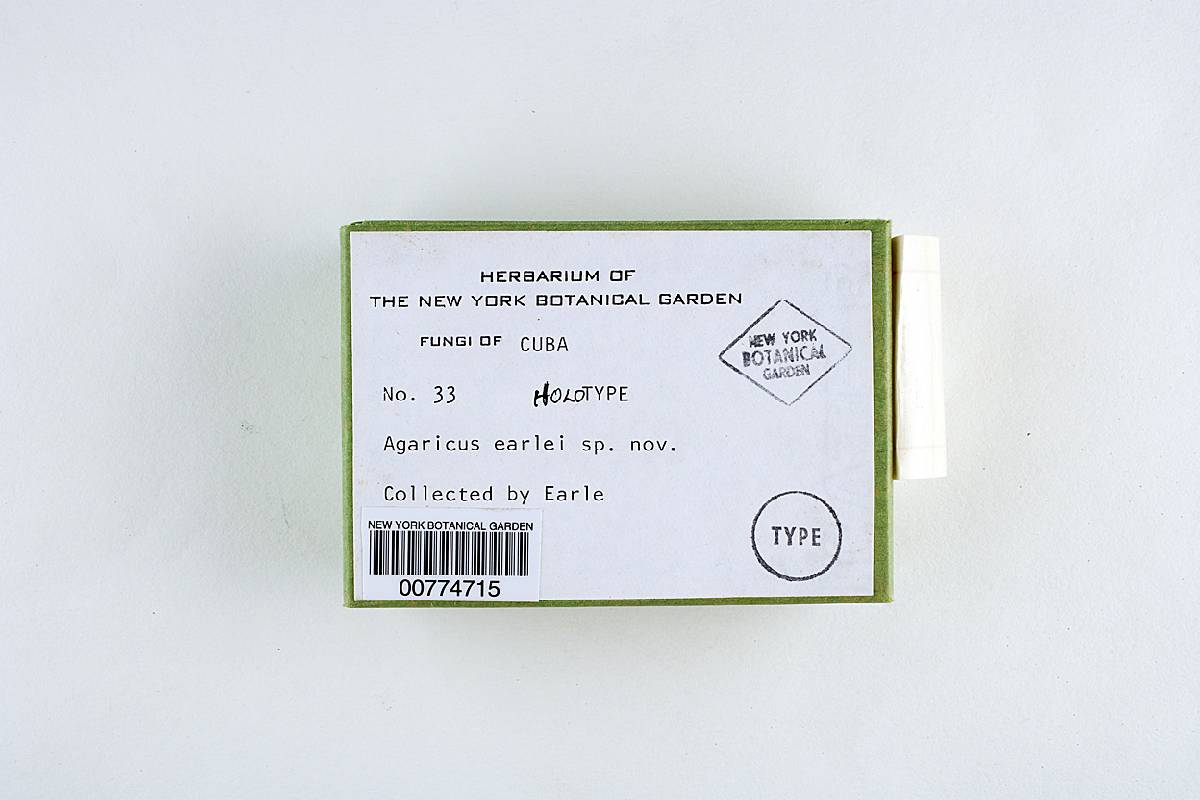 HERBARIUM OF
THE NEW YORK BOTANICAL GARDEN
FUNGI OF CUBA
No. 33 HOLOTYPE
Agaricus earlei sp. nov.
Collected by Earle
NEW YORK
BOTANICAL
GARDEN
TYPE
NEW YORK BOTANICAL GARDEN
00774715